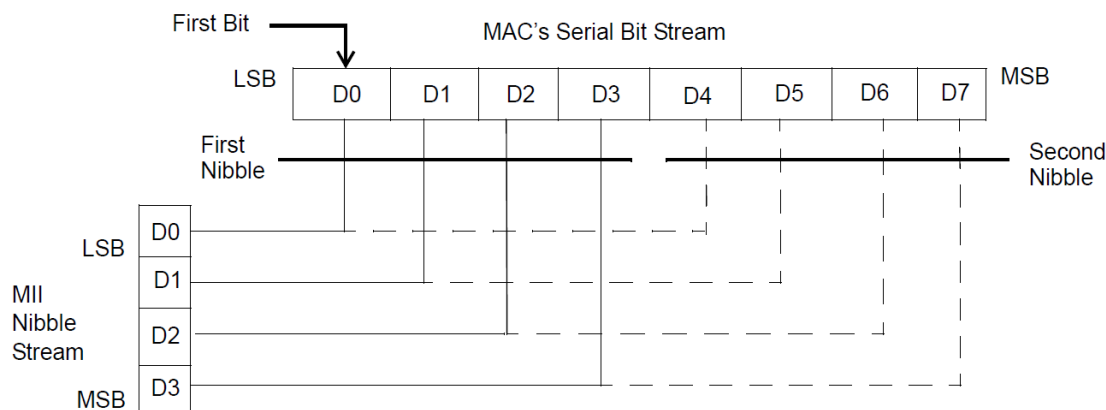 First Bit
MAC's Serial Bit Stream
LSB
D0 D1 D2 D3 D4 D5 D6 D7
MSB
First
Nibble
Second
Nibble
D0
LSB
D1
MII
Nibble
Stream
D2
D3
MSB